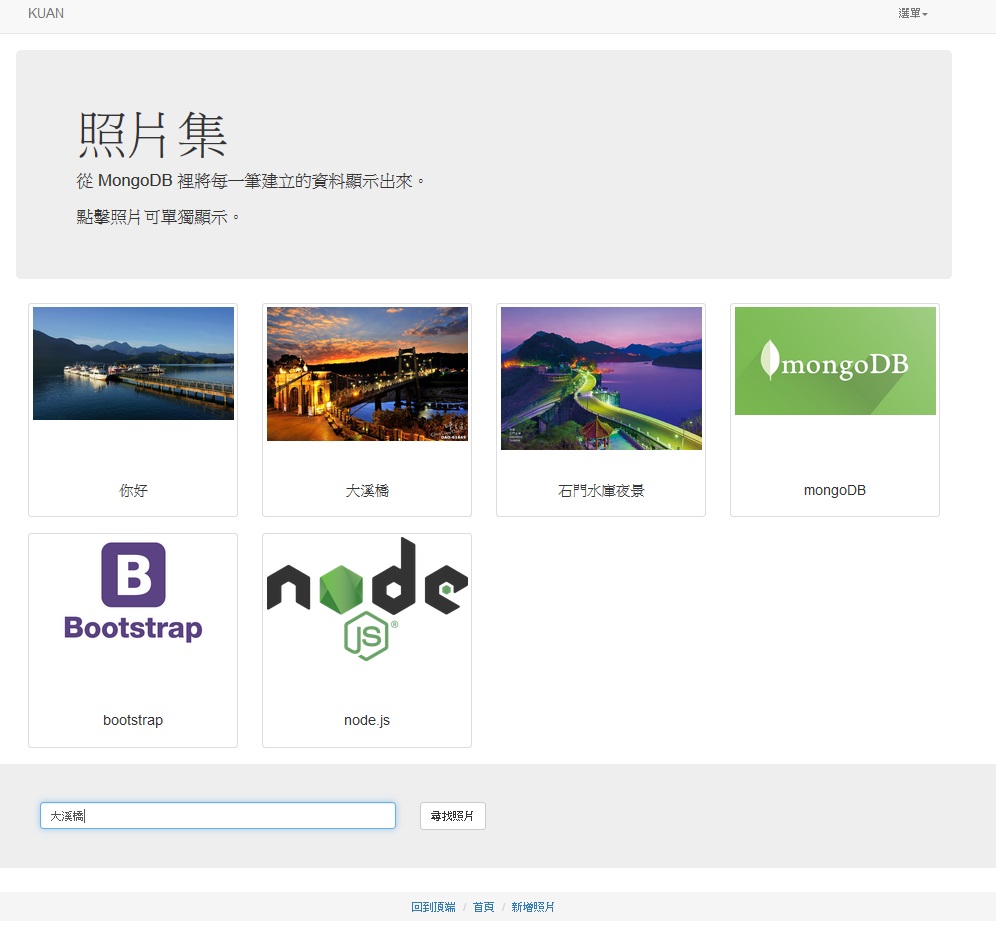 KUAN
選單
照片集
從 MongoDB 裡將每一筆建立的資料顯示出來。
點擊照片可單獨顯示。
mongoDB
你好
大溪橋
石門水庫夜景
mongoDB
B
Bootstrap
node
JS®
bootstrap
node.js
大溪橋
尋找照片
回到頂端 / 首頁 / 新增照片